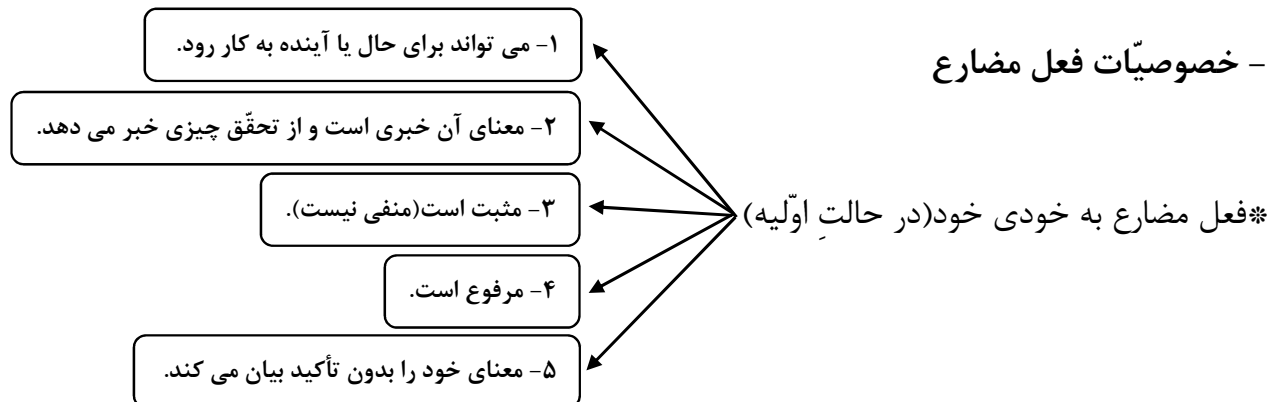 - خصوصیّات فعل مضارع
*فعل مضارع به خودی خود(در حالتِ اوّلیه)
۱- می تواند برای حال یا آینده به کار رود.
۲- معنای آن خبری است و از تحقّق چیزی خبر می دهد.
۳- مثبت است(منفی نیست).
۴- مرفوع است.
۵- معنای خود را بدون تأکید بیان می کند.